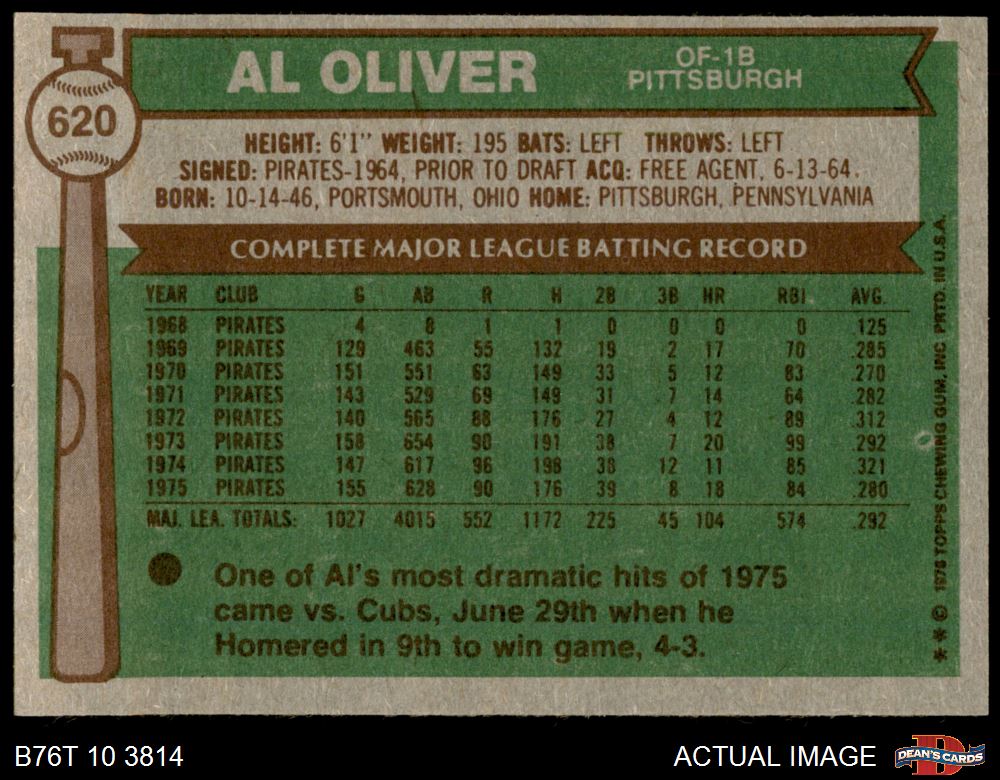 620
AL OLIVER
OF-1B
PITTSBURGH
HEIGHT: 6'1" WEIGHT: 195 BATS: LEFT THROWS: LEFT
SIGNED: PIRATES-1964, PRIOR TO DRAFT ACQ: FREE AGENT, 6-13-64.
BORN: 10-14-46, PORTSMOUTH, OHIO HOME: PITTSBURGH, PENNSYLVANIA
COMPLETE MAJOR LEAGUE BATTING RECORD
YEAR CLUB G AB R H 2B 3B HR RBI AVG.
1968 PIRATES 4 8 1 1 0 0 0 0 .125
1969 PIRATES 129 463 55 132 19 2 17 70 .285
1970 PIRATES 151 551 63 149 33 5 12 83 .270
1971 PIRATES 143 529 69 149 31 7 14 64 .282
1972 PIRATES 140 565 88 176 27 4 12 89 .312
1973 PIRATES 158 654 90 191 38 7 20 99 .292
1974 PIRATES 147 617 96 198 38 12 11 85 .321
1975 PIRATES 155 628 90 176 39 8 18 84 .280
MAJ. LEA. TOTALS: 1027 4015 552 1172 225 45 104 574 .292
One of Al's most dramatic hits of 1975
came vs. Cubs, June 29th when he
Homered in 9th to win game, 4-3.
** © 1976 TOPPS CHEWING GUM, INC. PRTD. IN U.S.A.
B76T 10 3814
ACTUAL IMAGE
DEAN'S CARDS